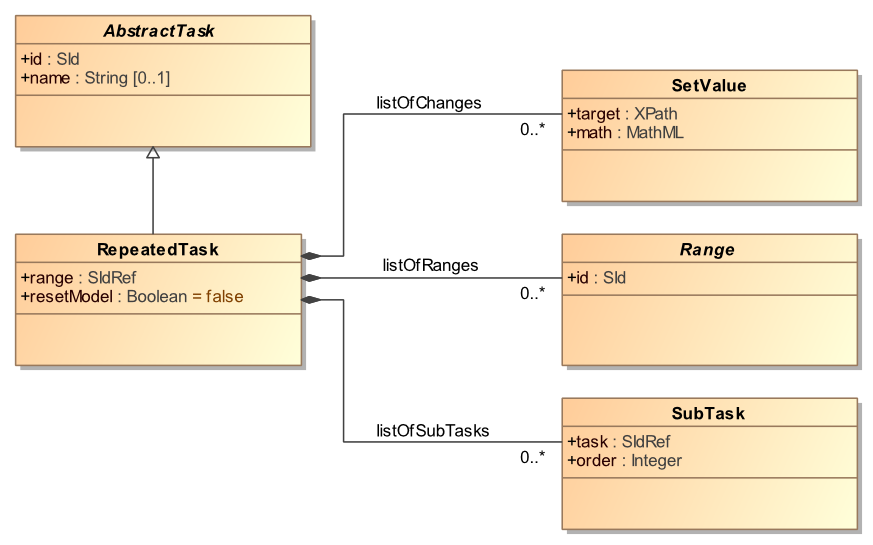 AbstractTask
+id : SId
+name : String [0..1]
listOfChanges
0..*
SetValue
+target : XPath
+math : MathML
RepeatedTask
+range : SIdRef
+resetModel : Boolean = false
listOfRanges
0..*
Range
+id : SId
listOfSubTasks
0..*
SubTask
+task : SIdRef
+order : Integer